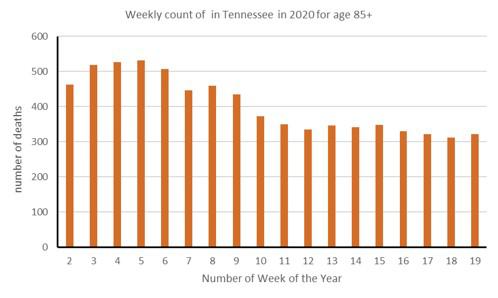 Weekly count of  in Tennessee in 2020 for age 85+
600
500
400
300
200
100
0
number of deaths
2 3 4 5 6 7 8 9 10 11 12 13 14 15 16 17 18 19
Number of Week of the Year